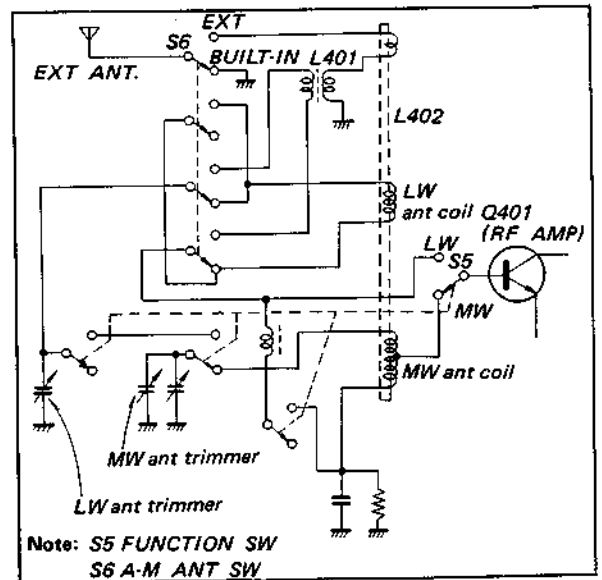 EXT
S6
BUILT-IN L401
EXT ANT.
L402
LW
ant coil Q401
(RF AMP)
LW
S5
MW
MW ant coil
MW ant trimmer
LW ant trimmer
Note: S5 FUNCTION SW
S6 A-M ANT SW